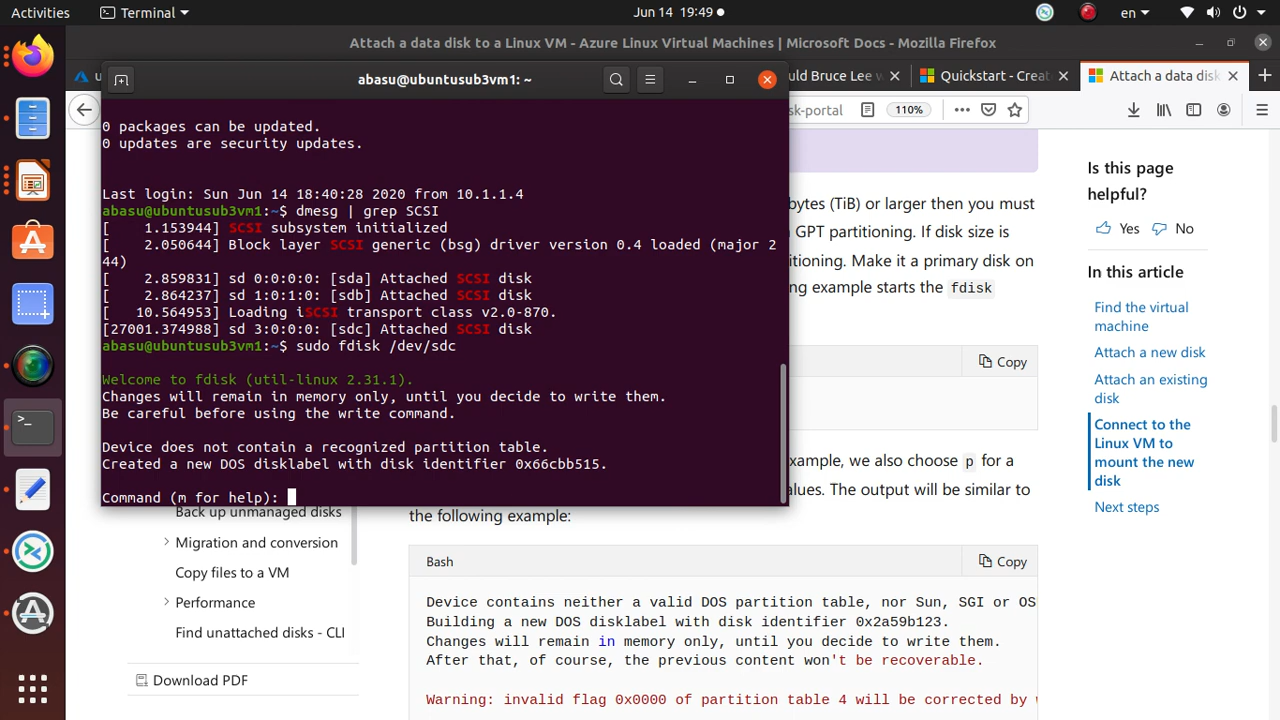 Activities
Terminal
Jun 14 19:49
en
Attach a data disk to a Linux VM - Azure Linux Virtual Machines | Microsoft Docs - Mozilla Firefox
abasu@ubuntusub3vm1: ~
uld Bruce Lee w
Quickstart - Creat
Attach a data disk
sk-portal
110%
0 packages can be updated.
0 updates are security updates.
Last login: Sun Jun 14 18:40:28 2020 from 10.1.1.4
abasu@ubuntusub3vm1:~$ dmesg | grep SCSI
[    1.153944] SCSI subsystem initialized
[    2.050644] Block layer SCSI generic (bsg) driver version 0.4 loaded (major 2
44)
[    2.859831] sd 0:0:0:0: [sda] Attached SCSI disk
[    2.864237] sd 1:0:1:0: [sdb] Attached SCSI disk
[   10.564953] Loading iSCSI transport class v2.0-870.
[27001.374988] sd 3:0:0:0: [sdc] Attached SCSI disk
abasu@ubuntusub3vm1:~$ sudo fdisk /dev/sdc
Welcome to fdisk (util-linux 2.31.1).
Changes will remain in memory only, until you decide to write them.
Be careful before using the write command.
Device does not contain a recognized partition table.
Created a new DOS disklabel with disk identifier 0x66cbb515.
Command (m for help):
bytes (TiB) or larger then you must
GPT partitioning. If disk size is
titioning. Make it a primary disk on
ng example starts the fdisk
Copy
xample, we also choose p for a
alues. The output will be similar to
the following example:
Bash
Copy
Device contains neither a valid DOS partition table, nor Sun, SGI or OS
Building a new DOS disklabel with disk identifier 0x2a59b123.
Changes will remain in memory only, until you decide to write them.
After that, of course, the previous content won't be recoverable.
Warning: invalid flag 0x0000 of partition table 4 will be corrected by
Back up unmanaged disks
Migration and conversion
Copy files to a VM
Performance
Find unattached disks - CLI
Download PDF
Is this page
helpful?
Yes
No
In this article
Find the virtual
machine
Attach a new disk
Attach an existing
disk
Connect to the
Linux VM to
mount the new
disk
Next steps